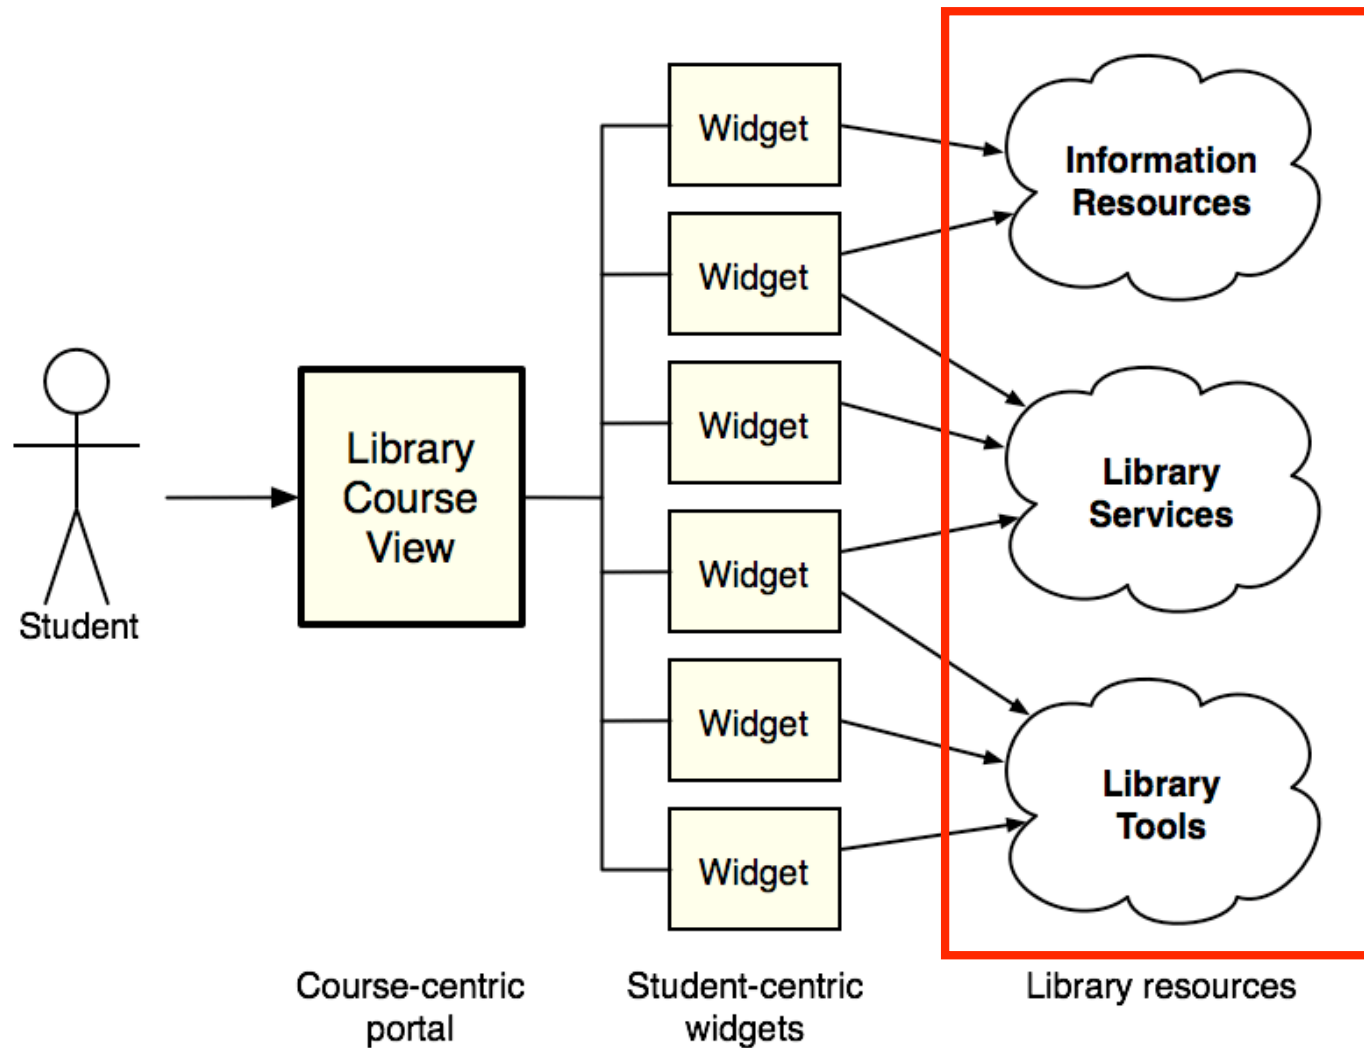 Student
Library
Course
View
Widget
Widget
Widget
Widget
Widget
Widget
Information
Resources
Library
Services
Library
Tools
Course-centric
portal
Student-centric
widgets
Library resources